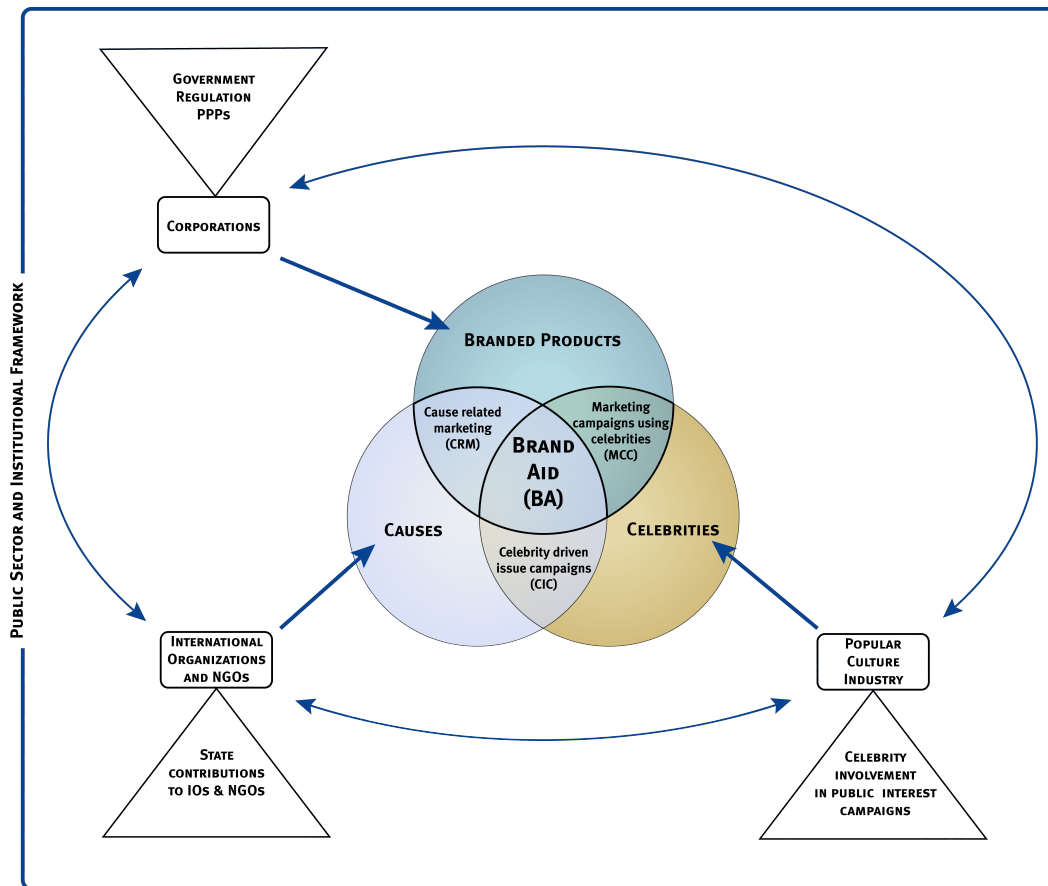 PUBLIC SECTOR AND INSTITUTIONAL FRAMEWORK
GOVERNMENT
REGULATION
PPPS
CORPORATIONS
BRANDED PRODUCTS
Cause related
marketing
(CRM)
Marketing
campaigns using
celebrities
(MCC)
BRAND
AID
(BA)
CAUSES
CELEBRITIES
Celebrity driven
issue campaigns
(CIC)
INTERNATIONAL
ORGANIZATIONS
AND NGOS
POPULAR
CULTURE
INDUSTRY
STATE
CONTRIBUTIONS
TO IOS & NGOS
CELEBRITY
INVOLVEMENT
IN PUBLIC INTEREST
CAMPAIGNS